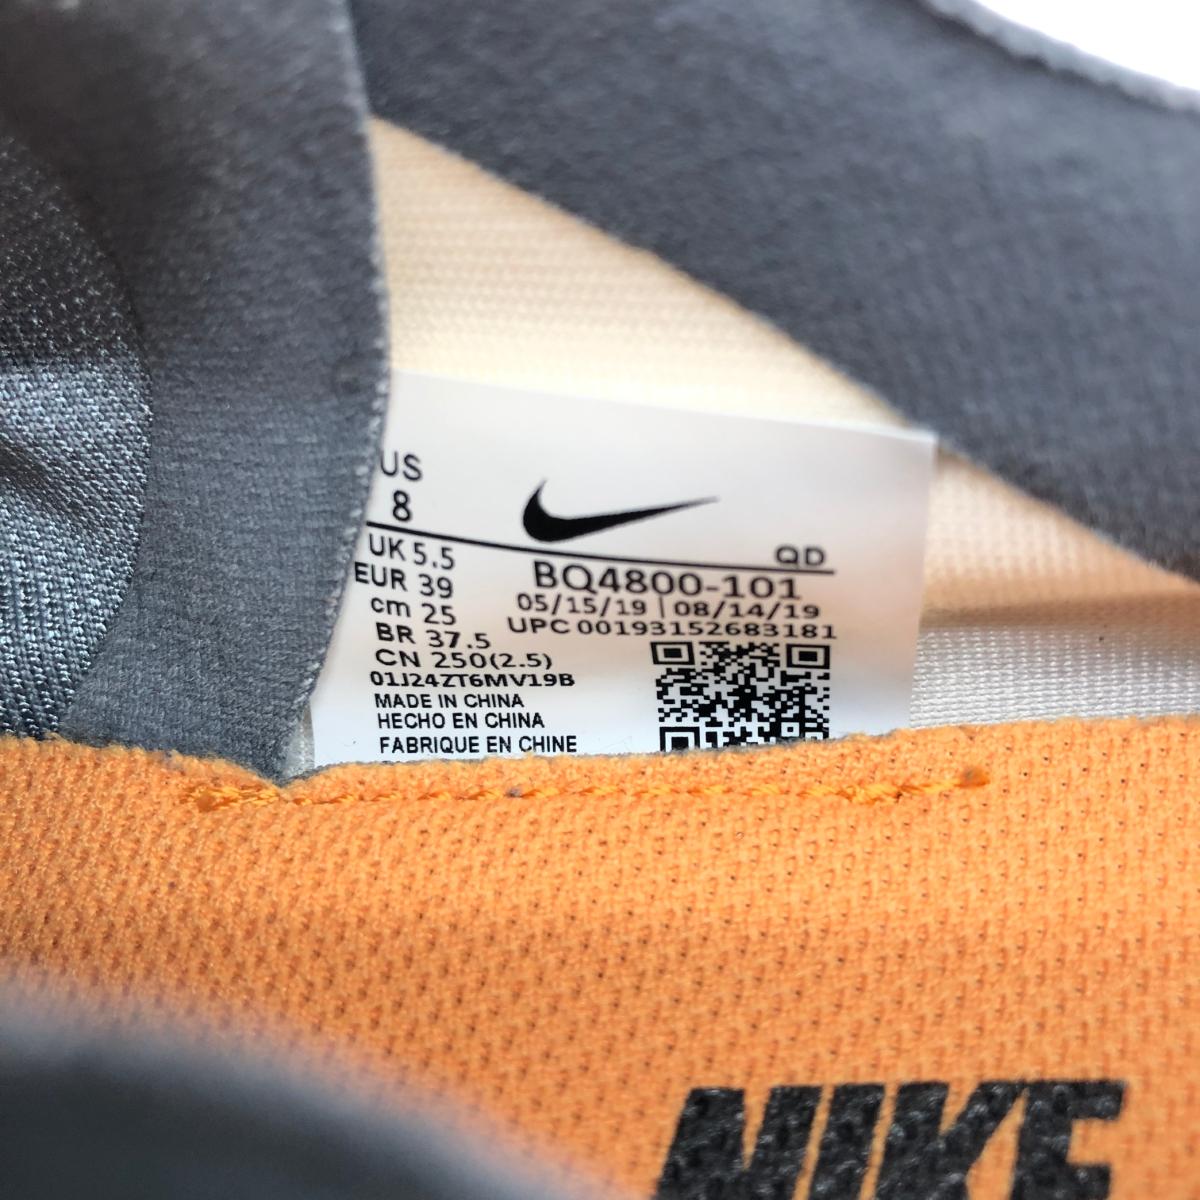 US
8
QD
UK 5.5
BQ4800-101
EUR 39
05/15/19 | 08/14/19
cm 25
UPC 00193152683181
BR 37.5
CN 250(2.5)
01J24ZT6MV19B
MADE IN CHINA
HECHO EN CHINA
FABRIQUE EN CHINE
NIKE